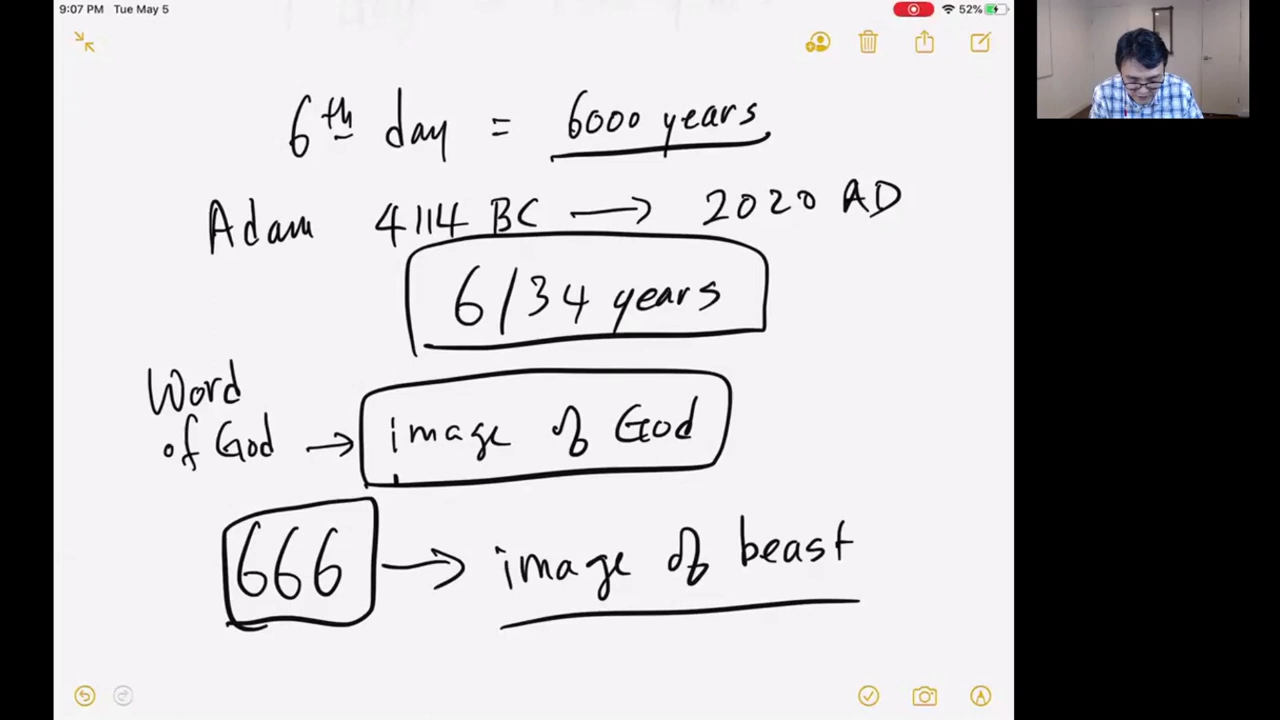 9:07 PM Tue May 5
52%
6th day = 6000 years
Adam 4114 BC → 2020 AD
6134 years
Word
of God → image of God
666 → image of beast